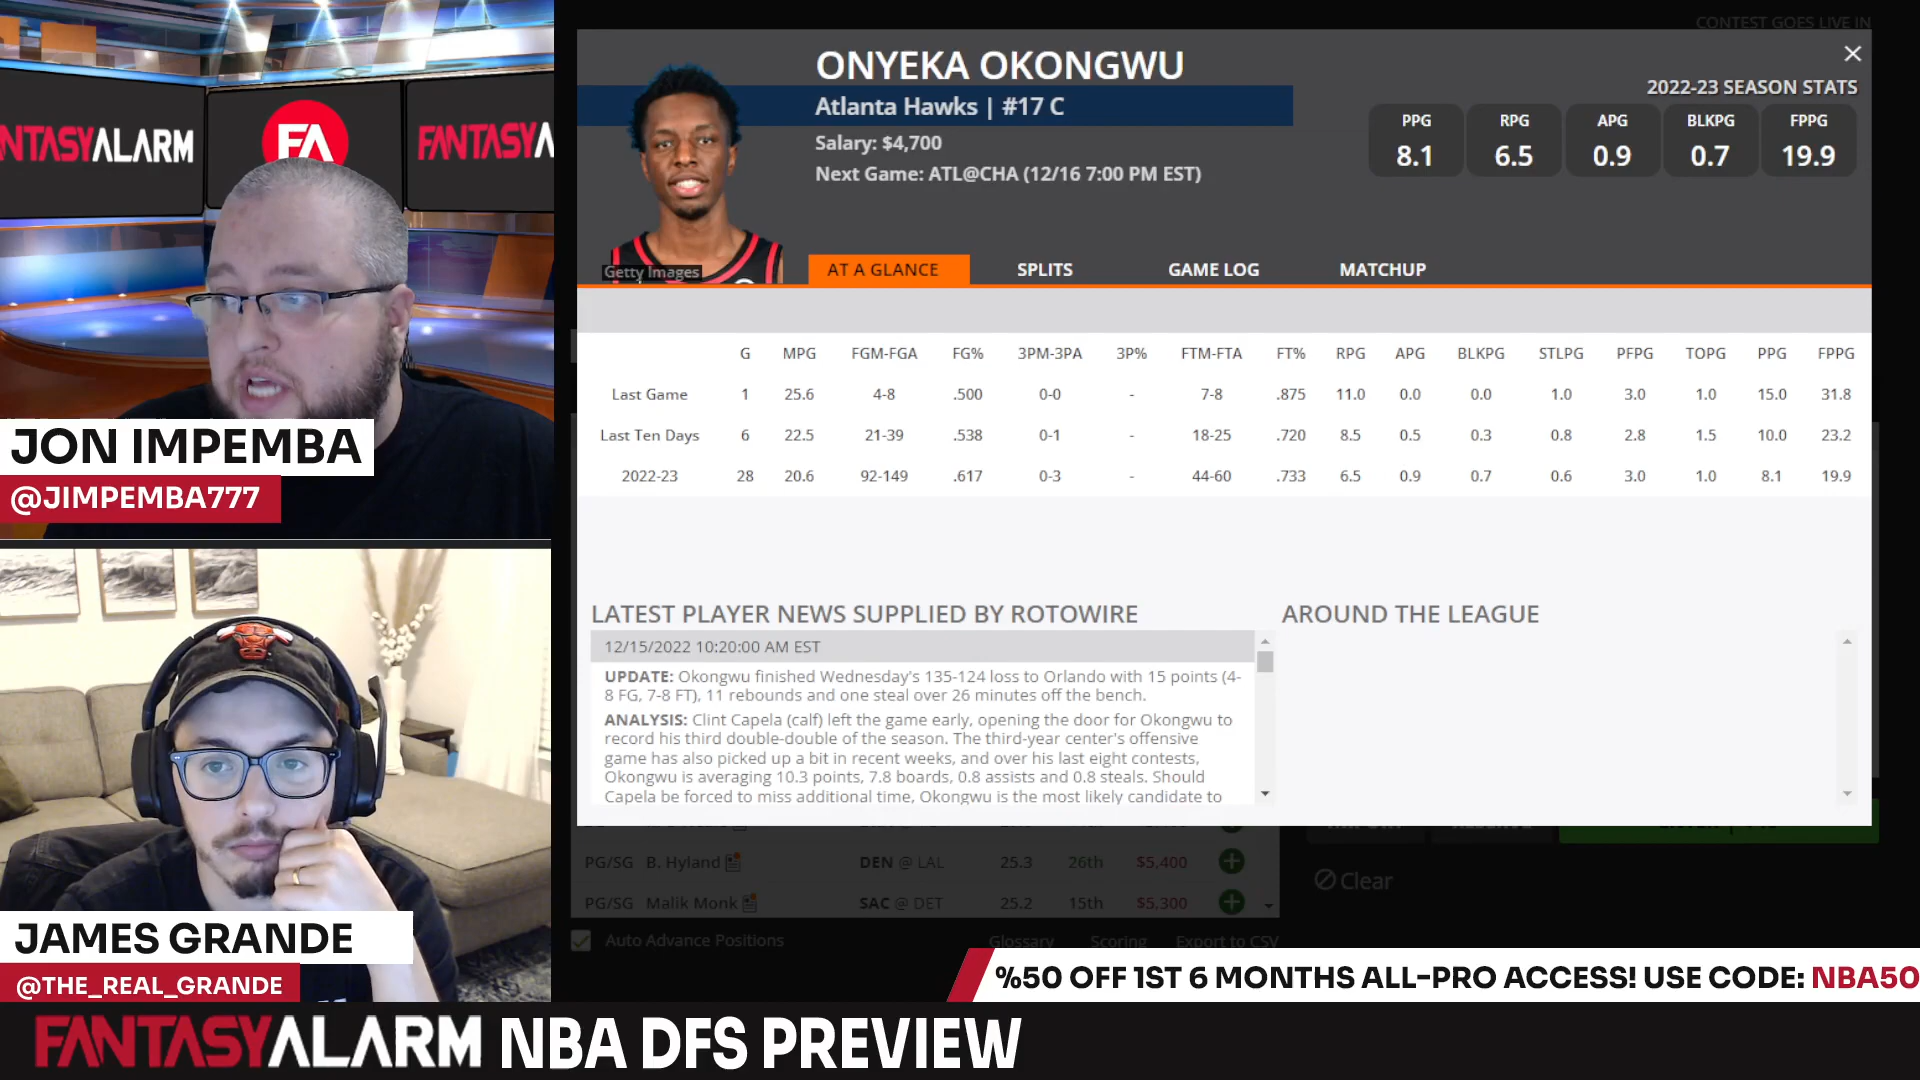 NTASYALARM
FA
FANTASYA
JON IMPEMBA
@JIMPEMBA777
JAMES GRANDE
@THE_REAL_GRANDE
CONTEST GOES LIVE IN
ONYEKA OKONGWU
Atlanta Hawks | #17 C
Salary: $4,700
Next Game: ATL@CHA (12/16 7:00 PM EST)
Getty Images
2022-23 SEASON STATS
PPG RPG APG BLKPG FPPG
8.1 6.5 0.9 0.7 19.9
AT A GLANCE SPLITS GAME LOG MATCHUP
G MPG FGM-FGA FG% 3PM-3PA 3P% FTM-FTA FT% RPG APG BLKPG STLPG PFPG TOPG PPG FPPG
Last Game 1 25.6 4-8 .500 0-0 - 7-8 .875 11.0 0.0 0.0 1.0 3.0 1.0 15.0 31.8
Last Ten Days 6 22.5 21-39 .538 0-1 - 18-25 .720 8.5 0.5 0.3 0.8 2.8 1.5 10.0 23.2
2022-23 28 20.6 92-149 .617 0-3 - 44-60 .733 6.5 0.9 0.7 0.6 3.0 1.0 8.1 19.9
LATEST PLAYER NEWS SUPPLIED BY ROTOWIRE
12/15/2022 10:20:00 AM EST
UPDATE: Okongwu finished Wednesday's 135-124 loss to Orlando with 15 points (4-
8 FG, 7-8 FT), 11 rebounds and one steal over 26 minutes off the bench.
ANALYSIS: Clint Capela (calf) left the game early, opening the door for Okongwu to
record his third double-double of the season. The third-year center's offensive
game has also picked up a bit in recent weeks, and over his last eight contests,
Okongwu is averaging 10.3 points, 7.8 boards, 0.8 assists and 0.8 steals. Should
Capela be forced to miss additional time, Okongwu is the most likely candidate to
AROUND THE LEAGUE
PG/SG B. Hyland DEN @ LAL 25.3 26th $5,400
PG/SG Malik Monk SAC @ DET 25.2 15th $5,300
Clear
Auto Advance Positions
Glossary Scoring Export to CSV
%50 OFF 1ST 6 MONTHS ALL-PRO ACCESS! USE CODE: NBA50
FANTASYALARM NBA DFS PREVIEW